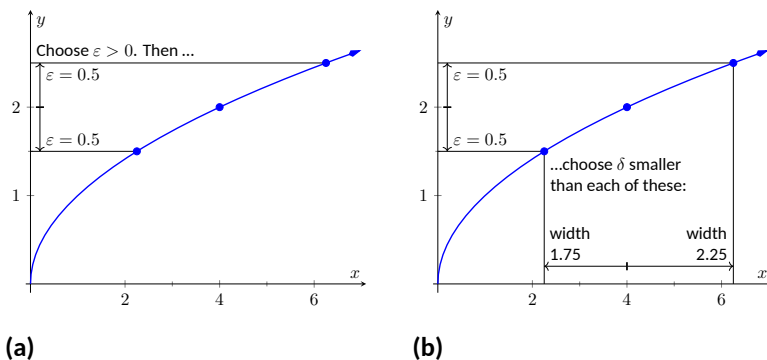 y
Choose ε > 0. Then ...
ε = 0.5
2
ε = 0.5
1
x
2
4
6
(a)
y
ε = 0.5
2
ε = 0.5
...choose δ smaller
than each of these:
1
width
1.75
width
2.25
x
2
4
6
(b)